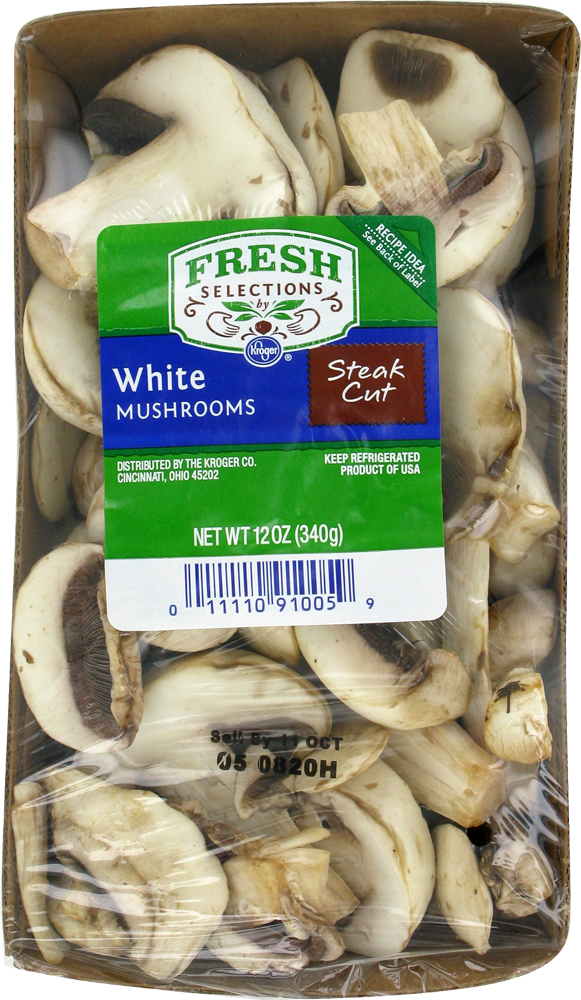 RECIPE IDEA
See Back of Label
FRESH
SELECTIONS
by
Kroger®
White
MUSHROOMS
Steak
Cut
DISTRIBUTED BY THE KROGER CO.
CINCINNATI, OHIO 45202
KEEP REFRIGERATED
PRODUCT OF USA
NET WT 12 OZ (340g)
0 11110 91005 9
Sell By 11 OCT
05 0820H